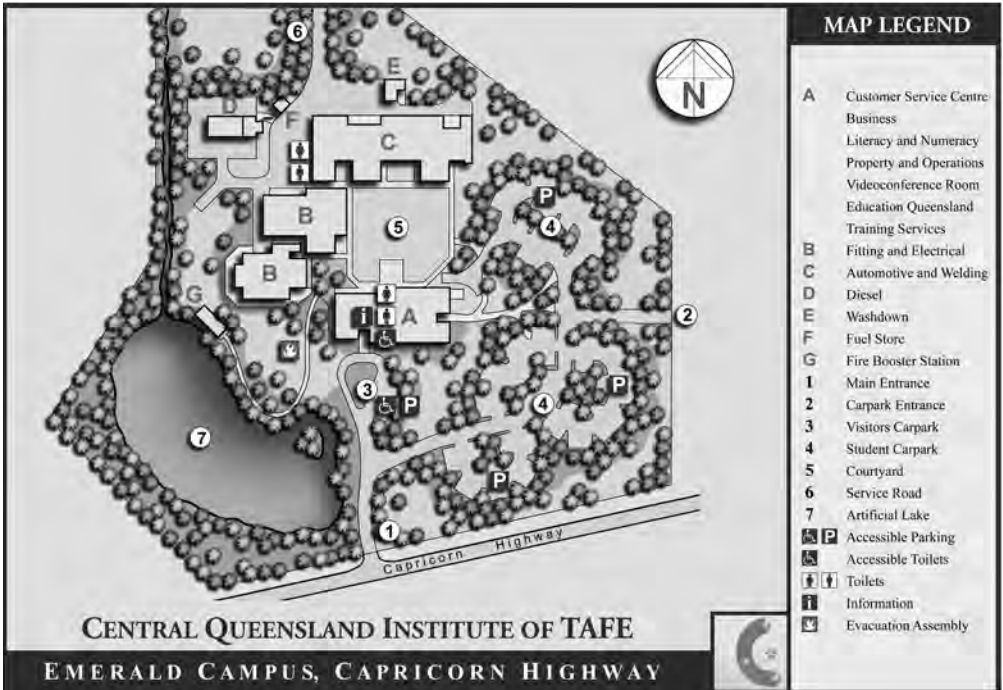 6
E
D
F
C
N
P
4
B
5
B
A
G
2
3
P
P
4
7
P
1
Capricorn Highway
CENTRAL QUEENSLAND INSTITUTE OF TAFE
EMERALD CAMPUS, CAPRICORN HIGHWAY
MAP LEGEND
A Customer Service Centre
Business
Literacy and Numeracy
Property and Operations
Videoconference Room
Education Queensland
Training Services
B Fitting and Electrical
C Automotive and Welding
D Diesel
E Washdown
F Fuel Store
G Fire Booster Station
1 Main Entrance
2 Carpark Entrance
3 Visitors Carpark
4 Student Carpark
5 Courtyard
6 Service Road
7 Artificial Lake
P Accessible Parking
Accessible Toilets
Toilets
i Information
Evacuation Assembly